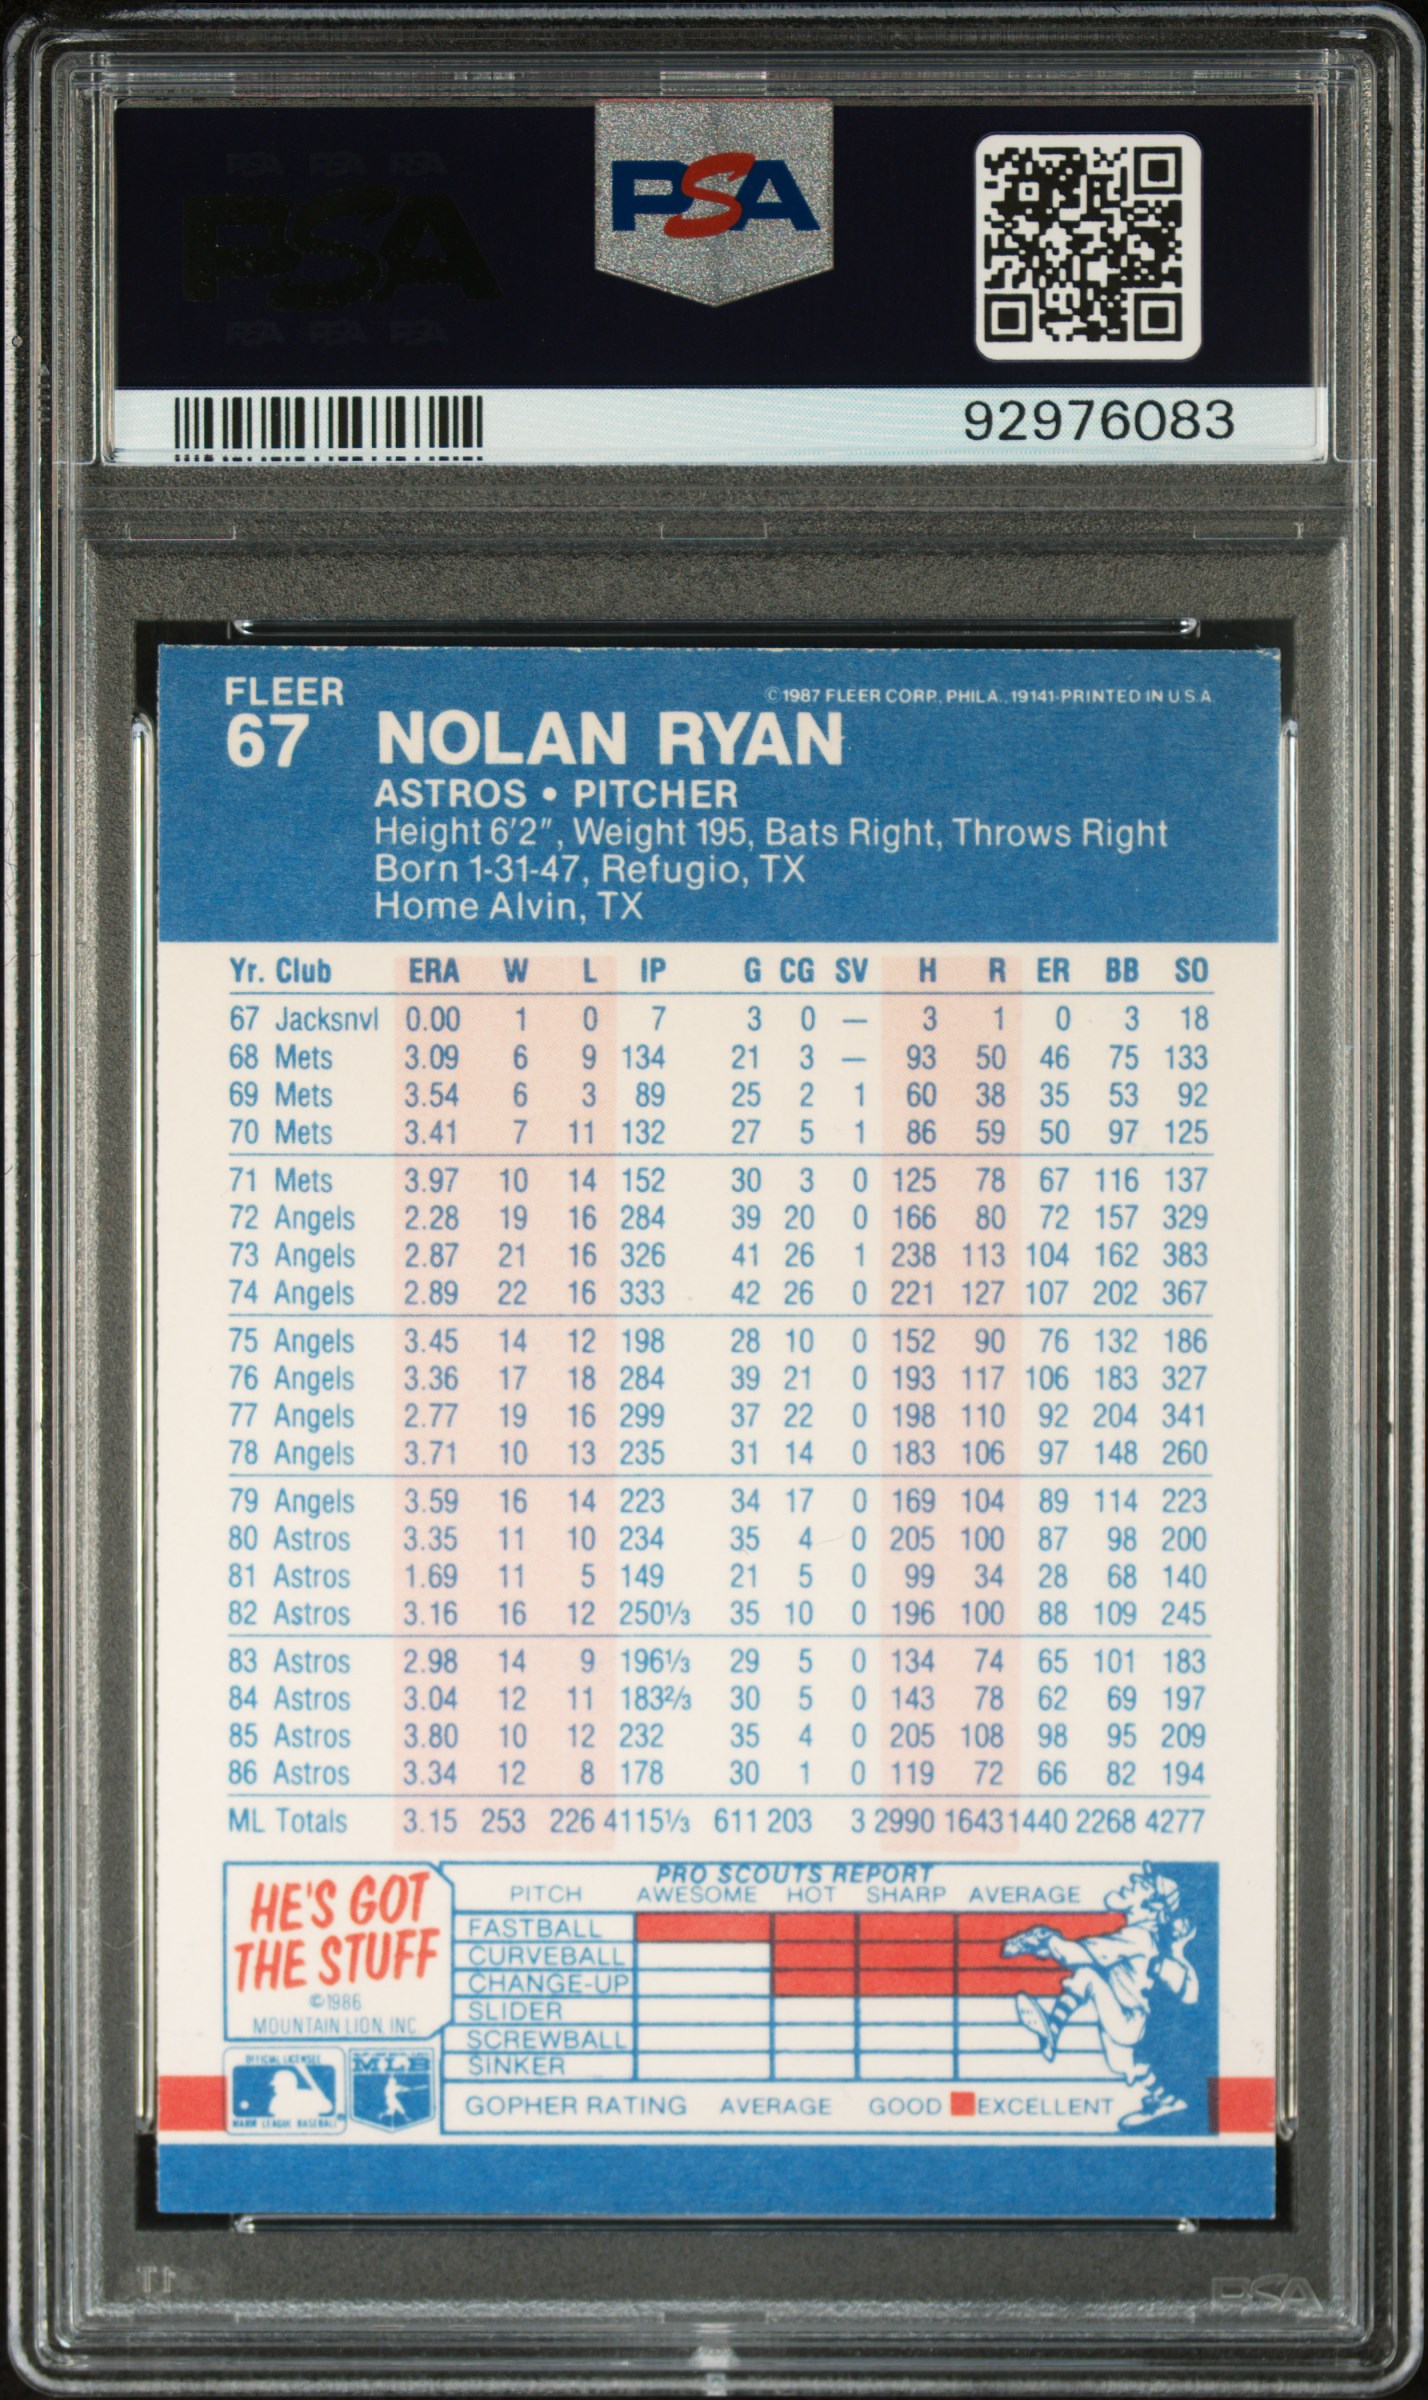 PSA PSA PSA
PSA
PSA PSA PSA
PSA
92976083
FLEER
67 NOLAN RYAN
©1987 FLEER CORP., PHILA., 19141-PRINTED IN U.S.A.
ASTROS • PITCHER
Height 6'2", Weight 195, Bats Right, Throws Right
Born 1-31-47, Refugio, TX
Home Alvin, TX
Yr. Club ERA W L IP G CG SV H R ER BB SO
67 Jacksnvl 0.00 1 0 7 3 0 — 3 1 0 3 18
68 Mets 3.09 6 9 134 21 3 — 93 50 46 75 133
69 Mets 3.54 6 3 89 25 2 1 60 38 35 53 92
70 Mets 3.41 7 11 132 27 5 1 86 59 50 97 125
71 Mets 3.97 10 14 152 30 3 0 125 78 67 116 137
72 Angels 2.28 19 16 284 39 20 0 166 80 72 157 329
73 Angels 2.87 21 16 326 41 26 1 238 113 104 162 383
74 Angels 2.89 22 16 333 42 26 0 221 127 107 202 367
75 Angels 3.45 14 12 198 28 10 0 152 90 76 132 186
76 Angels 3.36 17 18 284 39 21 0 193 117 106 183 327
77 Angels 2.77 19 16 299 37 22 0 198 110 92 204 341
78 Angels 3.71 10 13 235 31 14 0 183 106 97 148 260
79 Angels 3.59 16 14 223 34 17 0 169 104 89 114 223
80 Astros 3.35 11 10 234 35 4 0 205 100 87 98 200
81 Astros 1.69 11 5 149 21 5 0 99 34 28 68 140
82 Astros 3.16 16 12 250⅓ 35 10 0 196 100 88 109 245
83 Astros 2.98 14 9 196⅓ 29 5 0 134 74 65 101 183
84 Astros 3.04 12 11 183⅔ 30 5 0 143 78 62 69 197
85 Astros 3.80 10 12 232 35 4 0 205 108 98 95 209
86 Astros 3.34 12 8 178 30 1 0 119 72 66 82 194
ML Totals 3.15 253 226 4115⅓ 611 203 3 2990 1643 1440 2268 4277
HE'S GOT
THE STUFF
©1986
MOUNTAIN LION, INC.
PRO SCOUTS REPORT
PITCH AWESOME HOT SHARP AVERAGE
FASTBALL
CURVEBALL
CHANGE-UP
SLIDER
SCREWBALL
SINKER
GOPHER RATING AVERAGE GOOD EXCELLENT
OFFICIAL LICENSEE
MAJOR LEAGUE BASEBALL
MLB
PSA